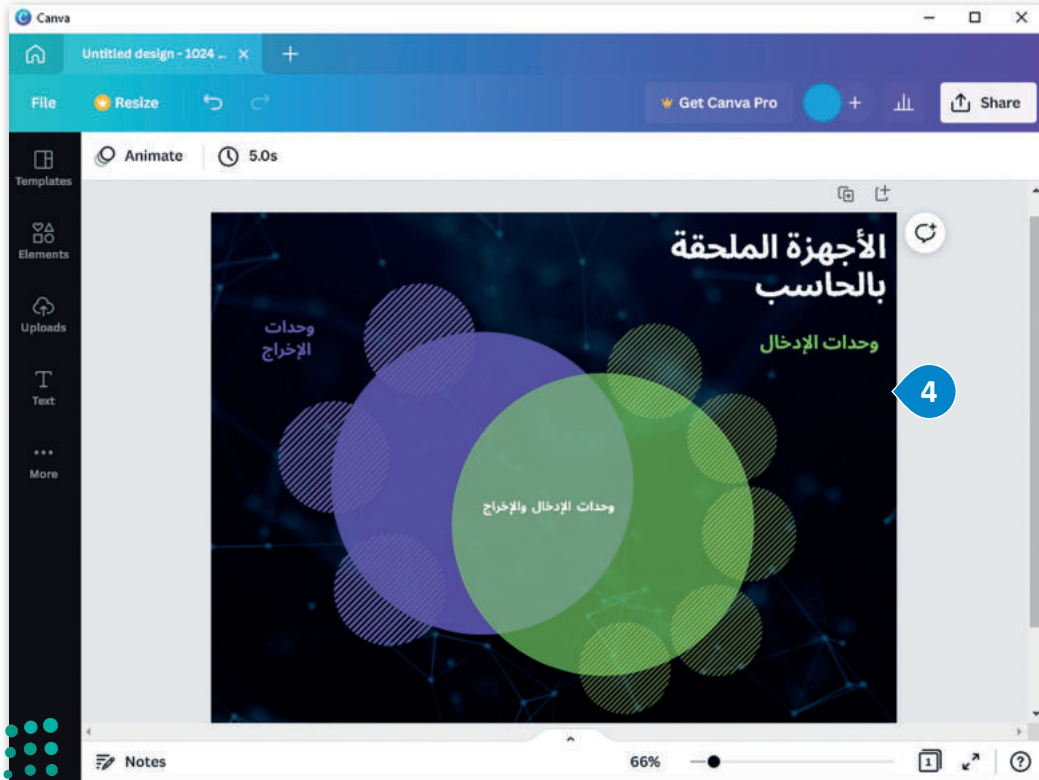 Canva
Untitled design - 1024 ...
File
Resize
Get Canva Pro
Share
Templates
Animate
5.0s
Elements
Uploads
Text
More
الأجهزة الملحقة
بالحاسب
وحدات الإدخال
وحدات
الإخراج
4
وحدات الإدخال والإخراج
Notes
66%
1